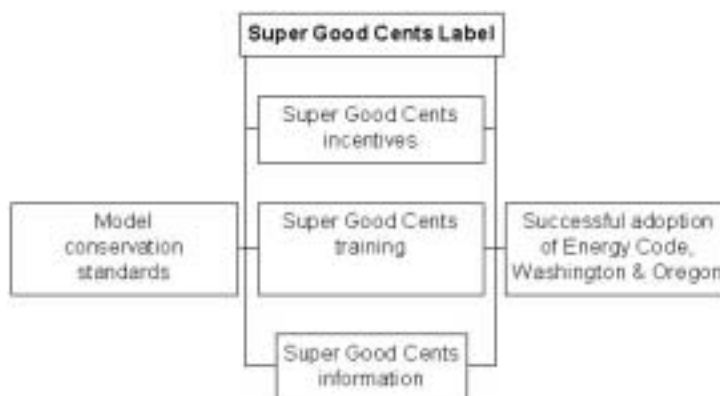 Super Good Cents Label
Super Good Cents
incentives
Model
conservation
standards
Super Good Cents
training
Successful adoption
of Energy Code,
Washington & Oregon
Super Good Cents
information